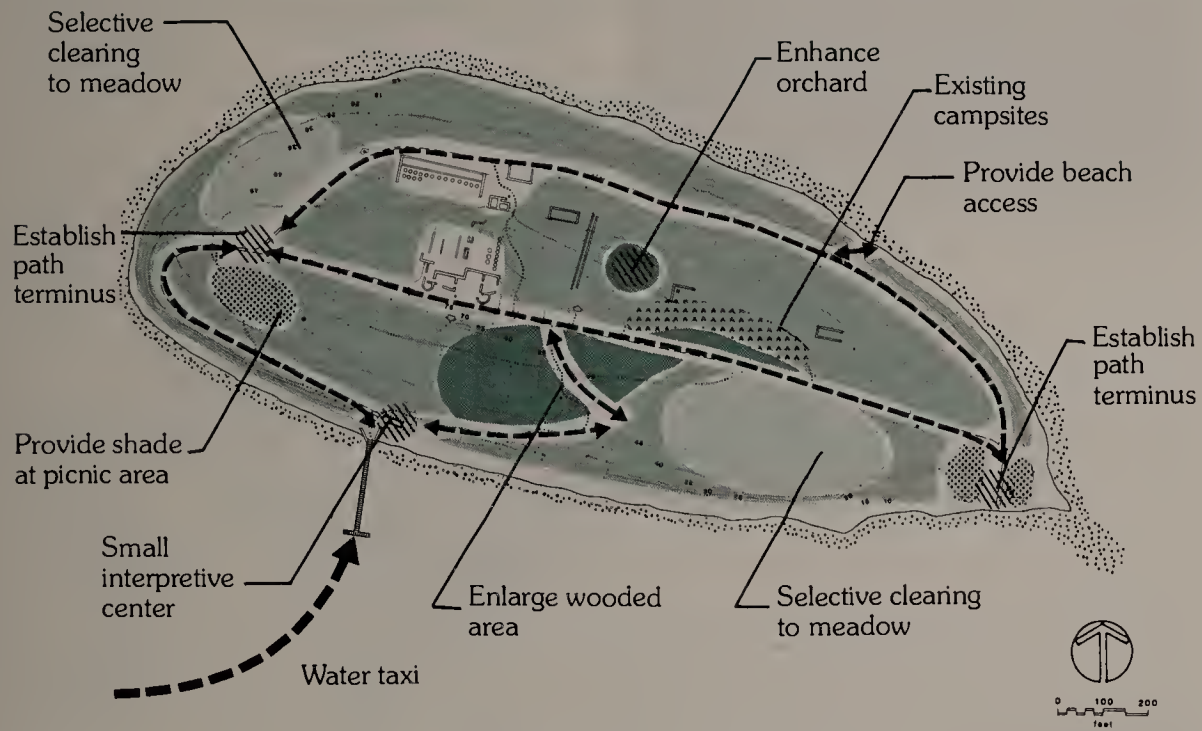 Selective
clearing
to meadow
Enhance
orchard
Existing
campsites
Provide beach
access
Establish
path
terminus
Establish
path
terminus
Provide shade
at picnic area
Small
interpretive
center
Enlarge wooded
area
Selective clearing
to meadow
Water taxi
0 100 200
feet